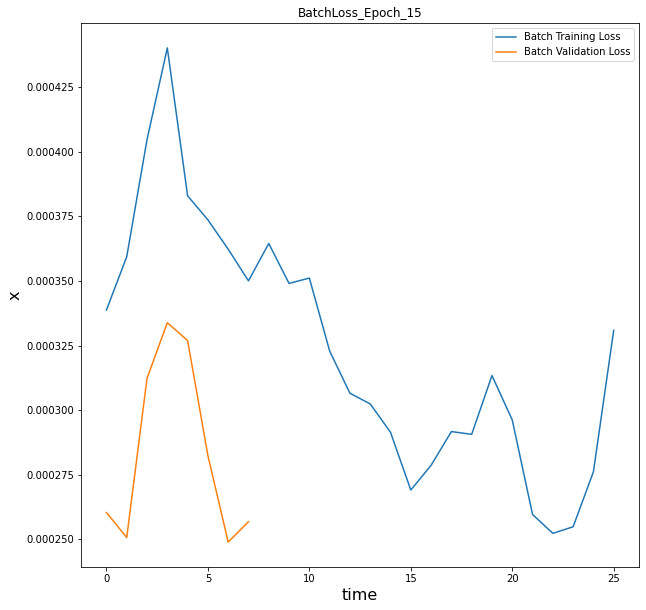 BatchLoss_Epoch_15
Batch Training Loss
Batch Validation Loss
0.000425
0.000400
0.000375
0.000350
0.000325
0.000300
0.000275
0.000250
x
0 5 10 15 20 25
time